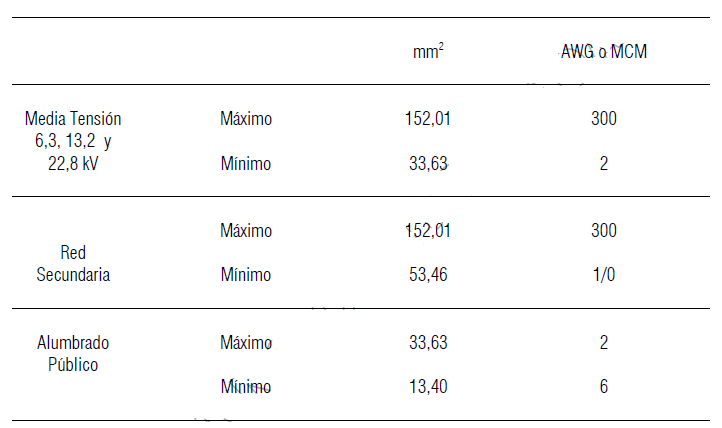 mm² AWG o MCM
Media Tensión Máximo 152,01 300
6,3, 13,2 y
22,8 kV Mínimo 33,63 2
Máximo 152,01 300
Red
Secundaria Mínimo 53,46 1/0
Alumbrado Máximo 33,63 2
Público
Mínimo 13,40 6